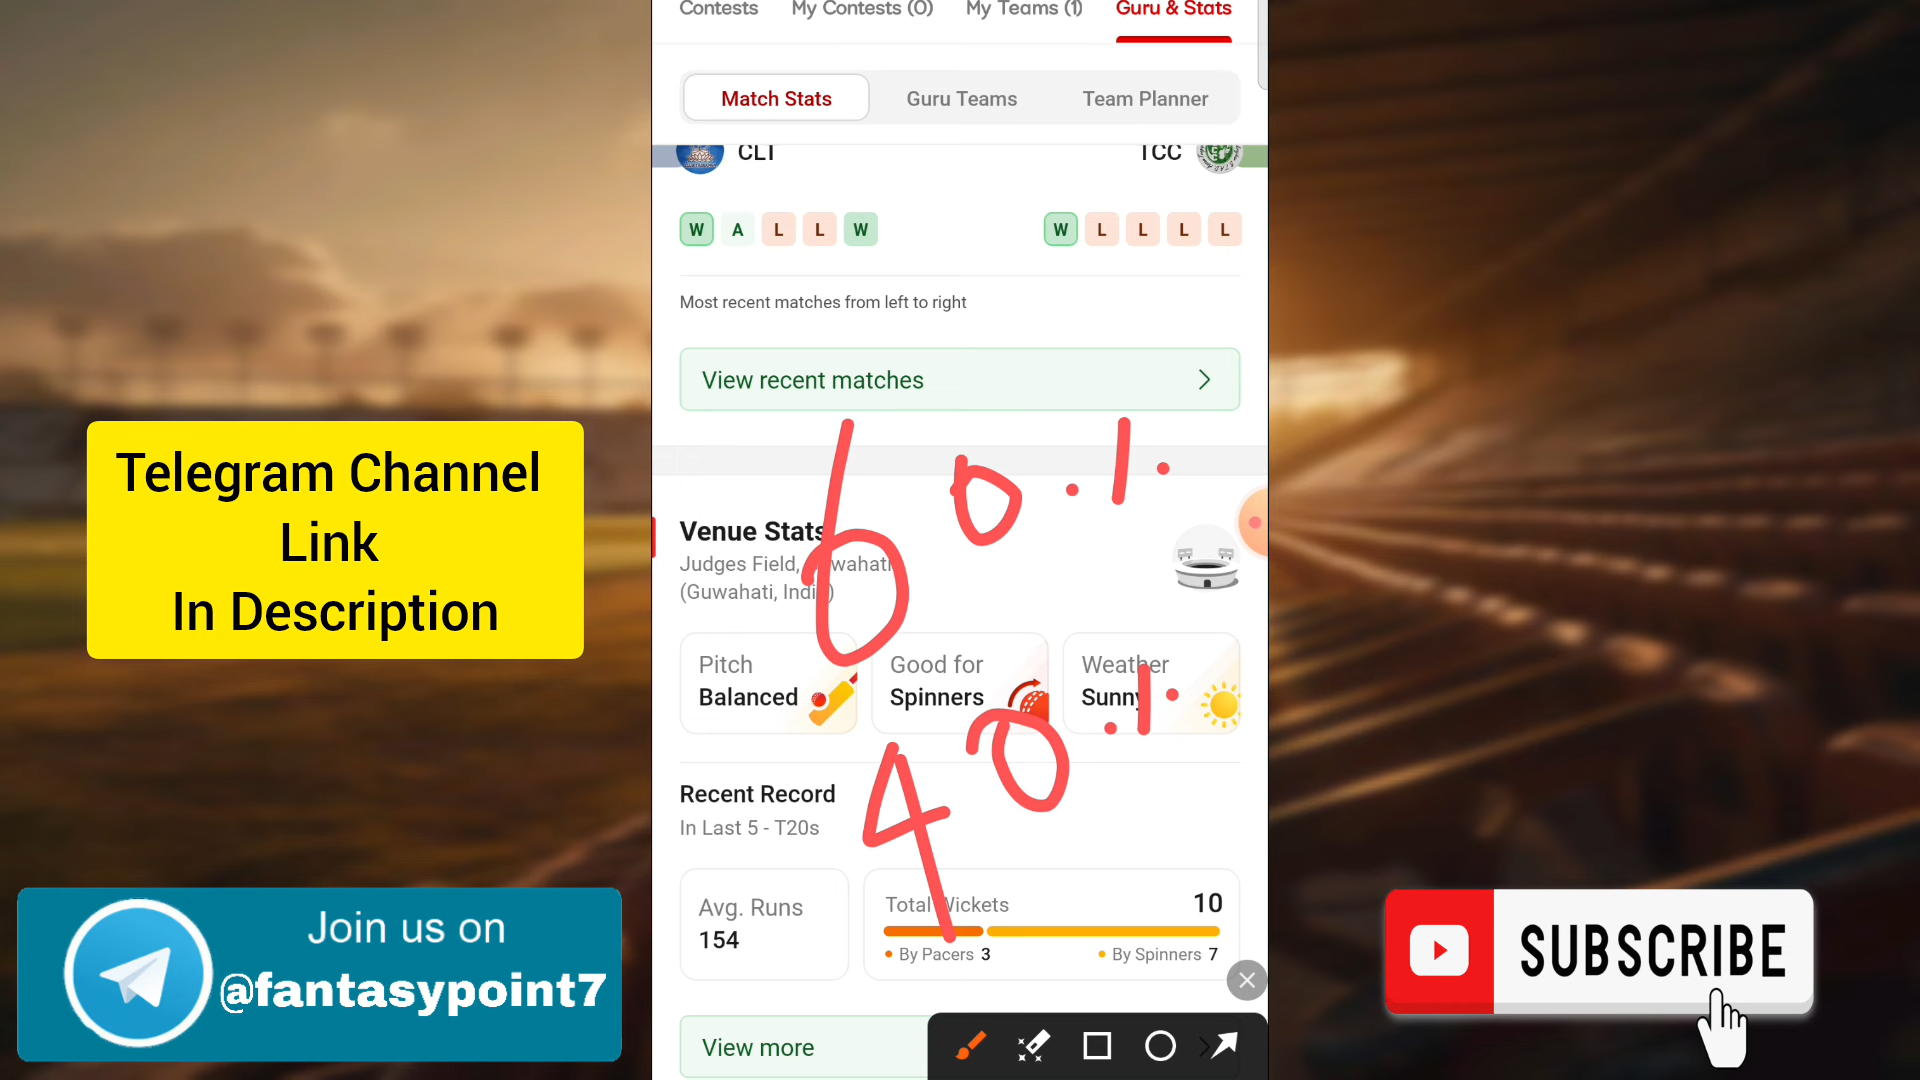 Contests My Contests (0) My Teams (1) Guru & Stats
Match Stats Guru Teams Team Planner
CLT TCC
W A L L W W L L L L
Most recent matches from left to right
View recent matches
60.1.
Venue Stats
Judges Field,
(Guwahati, India)
Pitch
Balanced
Good for
Spinners
Weather
Sunny
40.1.
Recent Record
In Last 5 - T20s
Avg. Runs
154
Total Wickets 10
By Pacers 3 By Spinners 7
View more
Telegram Channel
Link
In Description
Join us on
@fantasypoint7
SUBSCRIBE